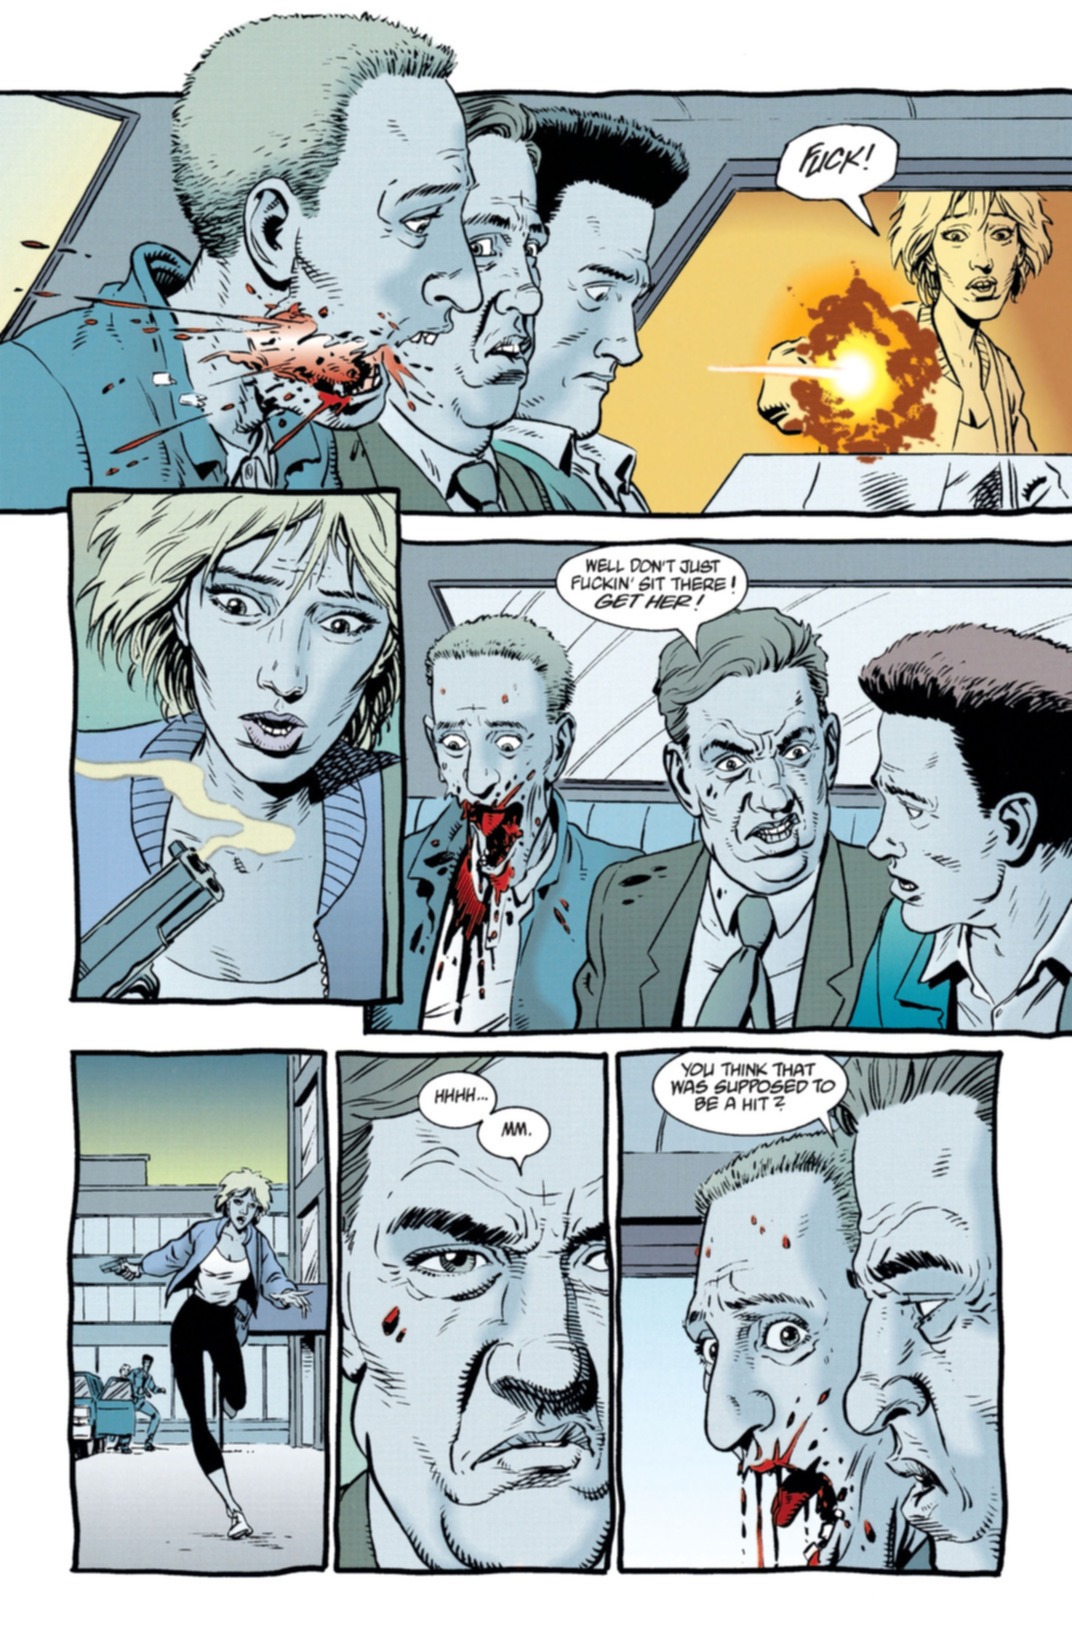 FUCK!
WELL DON'T JUST
FUCKIN' SIT THERE!
GET HER!
HHHH...
MM.
YOU THINK THAT
WAS SUPPOSED TO
BE A HIT?